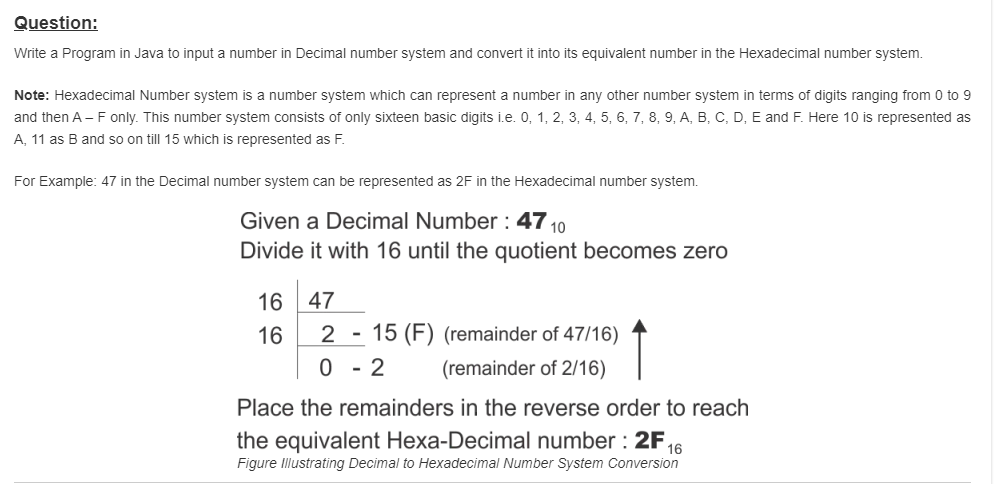 Question:
Write a Program in Java to input a number in Decimal number system and convert it into its equivalent number in the Hexadecimal number system.
Note: Hexadecimal Number system is a number system which can represent a number in any other number system in terms of digits ranging from 0 to 9
and then A – F only. This number system consists of only sixteen basic digits i.e. 0, 1, 2, 3, 4, 5, 6, 7, 8, 9, A, B, C, D, E and F. Here 10 is represented as
A, 11 as B and so on till 15 which is represented as F.
For Example: 47 in the Decimal number system can be represented as 2F in the Hexadecimal number system.
Given a Decimal Number : 47 10
Divide it with 16 until the quotient becomes zero
16 47
16 2 - 15 (F) (remainder of 47/16)
0 - 2 (remainder of 2/16)
Place the remainders in the reverse order to reach
the equivalent Hexa-Decimal number : 2F 16
Figure Illustrating Decimal to Hexadecimal Number System Conversion